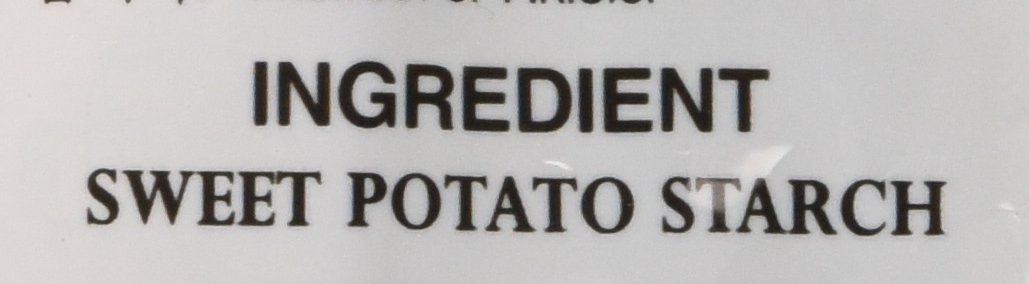 INGREDIENT
SWEET POTATO STARCH